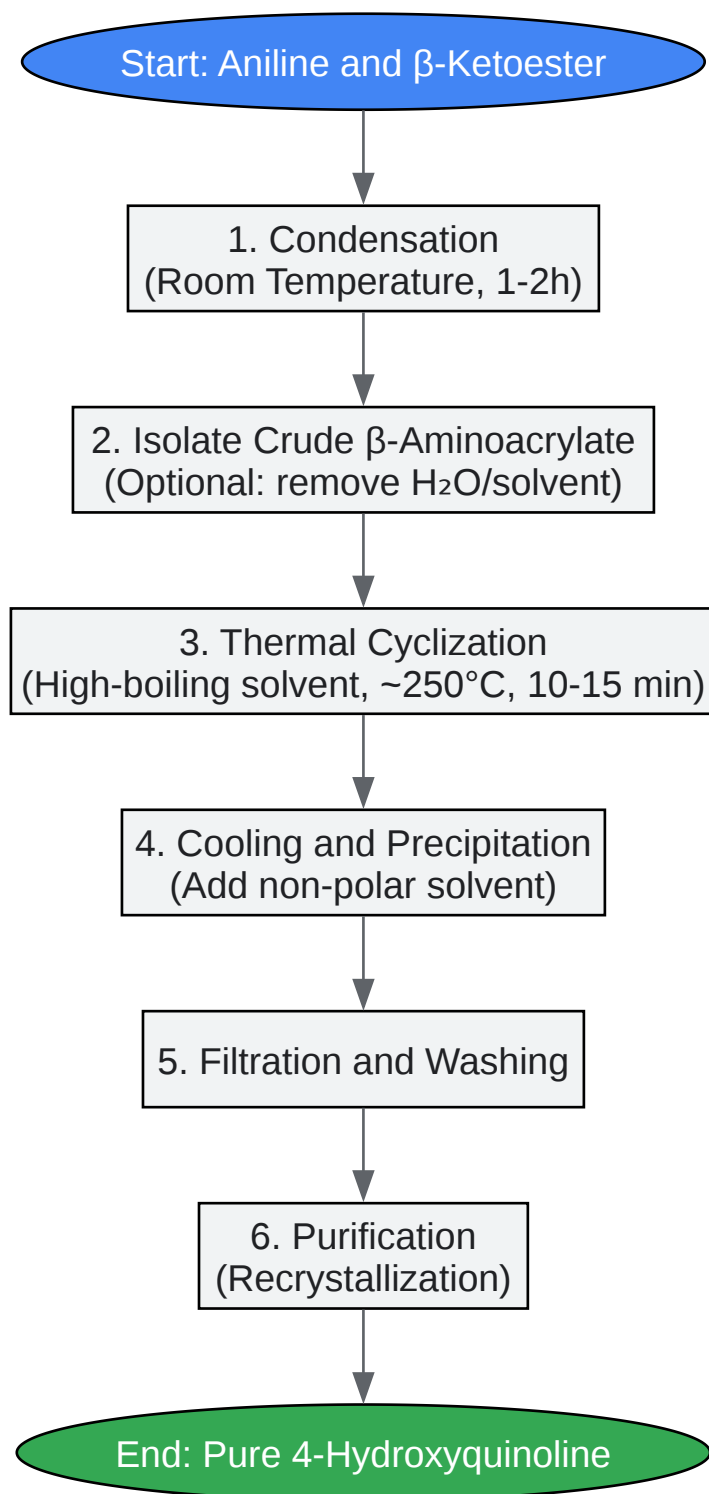 Start: Aniline and β-Ketoester
1. Condensation
(Room Temperature, 1-2h)
2. Isolate Crude β-Aminoacrylate
(Optional: remove H₂O/solvent)
3. Thermal Cyclization
(High-boiling solvent, ~250°C, 10-15 min)
4. Cooling and Precipitation
(Add non-polar solvent)
5. Filtration and Washing
6. Purification
(Recrystallization)
End: Pure 4-Hydroxyquinoline